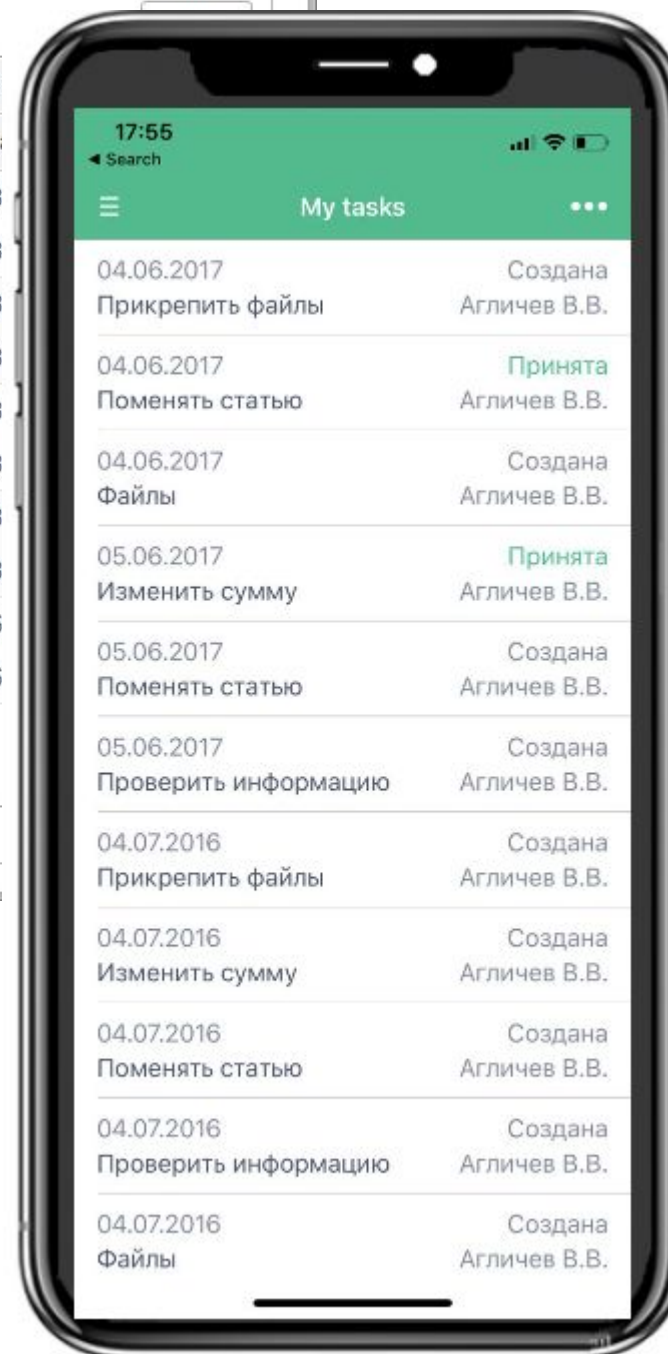 17:55
◄ Search
My tasks
04.06.2017 Создана
Прикрепить файлы Агличев В.В.
04.06.2017 Принята
Поменять статью Агличев В.В.
04.06.2017 Создана
Файлы Агличев В.В.
05.06.2017 Принята
Изменить сумму Агличев В.В.
05.06.2017 Создана
Поменять статью Агличев В.В.
05.06.2017 Создана
Проверить информацию Агличев В.В.
04.07.2016 Создана
Прикрепить файлы Агличев В.В.
04.07.2016 Создана
Изменить сумму Агличев В.В.
04.07.2016 Создана
Поменять статью Агличев В.В.
04.07.2016 Создана
Проверить информацию Агличев В.В.
04.07.2016 Создана
Файлы Агличев В.В.